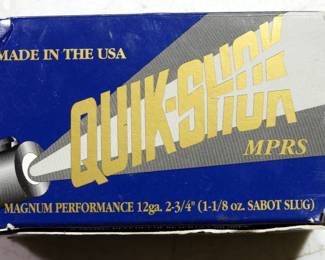 MADE IN THE USA
QUIK-SHOK
MPRS
MAGNUM PERFORMANCE 12ga. 2-3/4" (1-1/8 oz. SABOT SLUG)